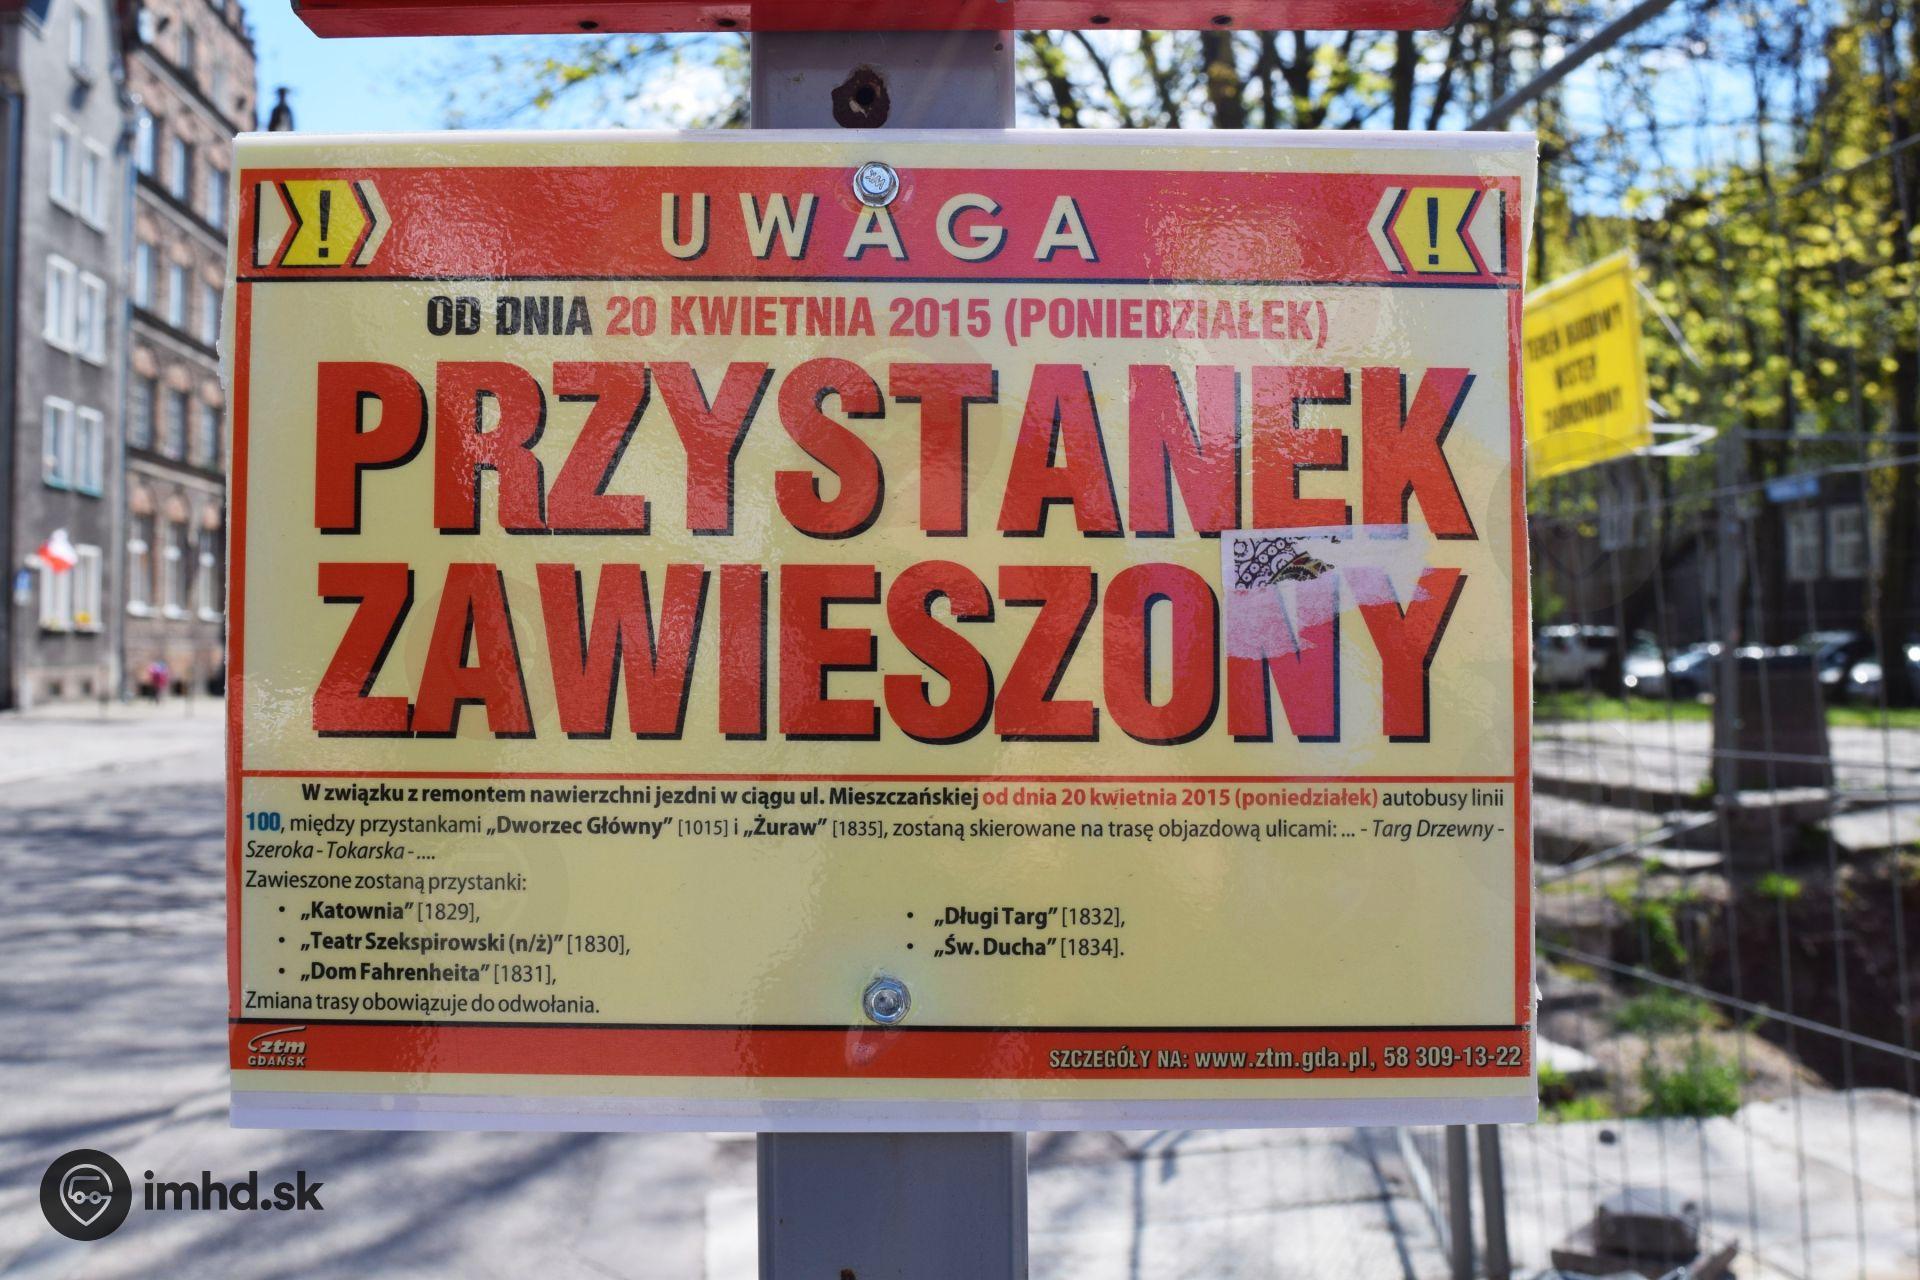 UWAGA
OD DNIA 20 KWIETNIA 2015 (PONIEDZIAŁEK)
PRZYSTANEK
ZAWIESZONY
W związku z remontem nawierzchni jezdni w ciągu ul. Mieszczańskiej od dnia 20 kwietnia 2015 (poniedziałek) autobusy linii
100, między przystankami „Dworzec Główny” [1015] i „Żuraw” [1835], zostaną skierowane na trasę objazdową ulicami: ... - Targ Drzewny -
Szeroka - Tokarska - ....
Zawieszone zostaną przystanki:
• „Katownia” [1829],
• „Teatr Szekspirowski (n/ż)” [1830],
• „Dom Fahrenheita” [1831],
• „Długi Targ” [1832],
• „Św. Ducha” [1834].
Zmiana trasy obowiązuje do odwołania.
ztm
GDAŃSK
SZCZEGÓŁY NA: www.ztm.gda.pl, 58 309-13-22
TEREN BUDOWY
WSTĘP
ZABRONIONY
imhd.sk